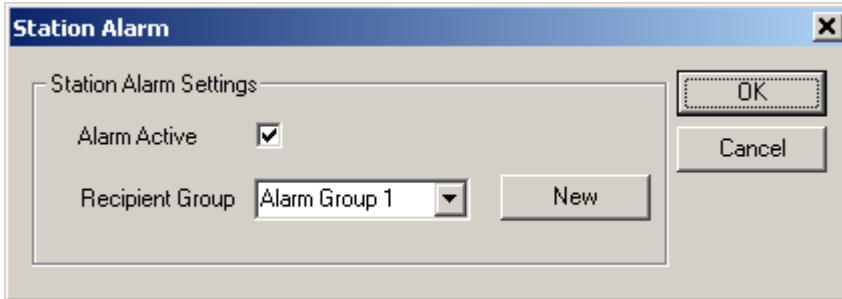 Station Alarm
Station Alarm Settings
OK
Alarm Active
Cancel
Recipient Group Alarm Group 1 New